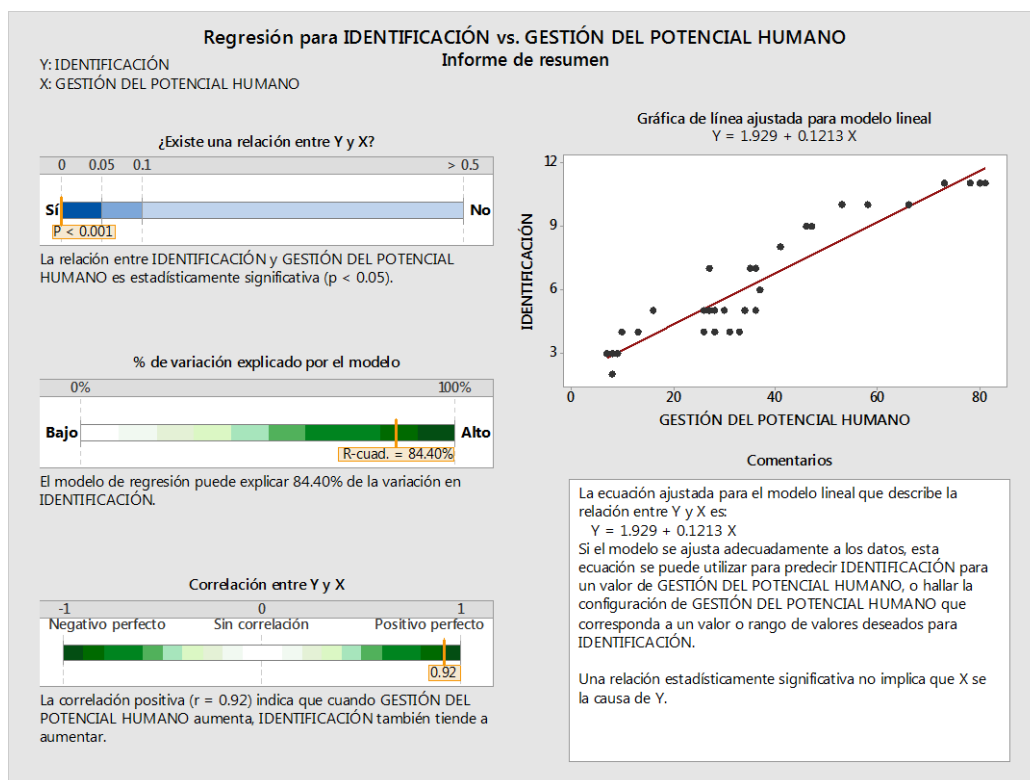 Regresión para IDENTIFICACIÓN vs. GESTIÓN DEL POTENCIAL HUMANO
Informe de resumen
Y: IDENTIFICACIÓN
X: GESTIÓN DEL POTENCIAL HUMANO
¿Existe una relación entre Y y X?
0 0.05 0.1 > 0.5
Sí No
P < 0.001
La relación entre IDENTIFICACIÓN y GESTIÓN DEL POTENCIAL
HUMANO es estadísticamente significativa (p < 0.05).
% de variación explicado por el modelo
0% 100%
Bajo Alto
R-cuad. = 84.40%
El modelo de regresión puede explicar 84.40% de la variación en
IDENTIFICACIÓN.
Correlación entre Y y X
-1 0 1
Negativo perfecto Sin correlación Positivo perfecto
0.92
La correlación positiva (r = 0.92) indica que cuando GESTIÓN DEL
POTENCIAL HUMANO aumenta, IDENTIFICACIÓN también tiende a
aumentar.
Gráfica de línea ajustada para modelo lineal
Y = 1.929 + 0.1213 X
12
9
6
3
IDENTIFICACIÓN
0 20 40 60 80
GESTIÓN DEL POTENCIAL HUMANO
Comentarios
La ecuación ajustada para el modelo lineal que describe la
relación entre Y y X es:
Y = 1.929 + 0.1213 X
Si el modelo se ajusta adecuadamente a los datos, esta
ecuación se puede utilizar para predecir IDENTIFICACIÓN para
un valor de GESTIÓN DEL POTENCIAL HUMANO, o hallar la
configuración de GESTIÓN DEL POTENCIAL HUMANO que
corresponda a un valor o rango de valores deseados para
IDENTIFICACIÓN.
Una relación estadísticamente significativa no implica que X se
la causa de Y.